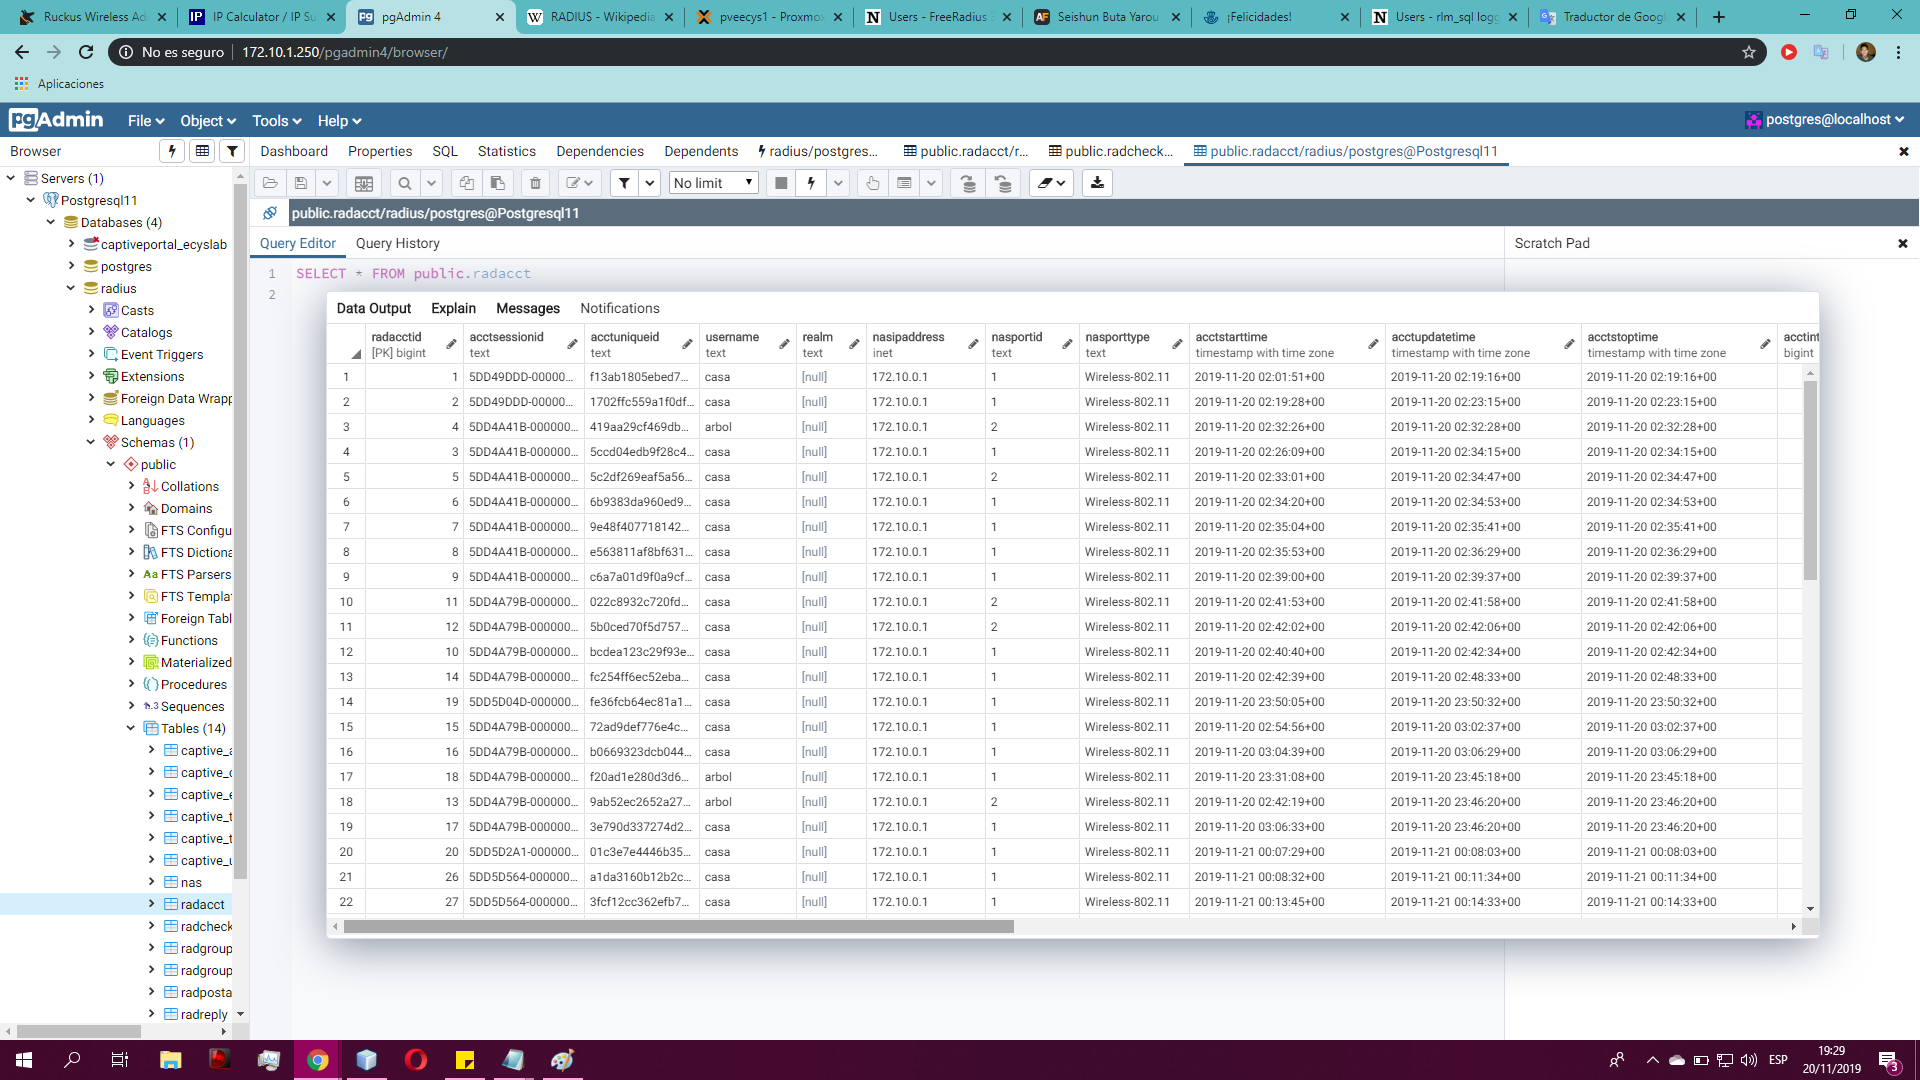 Ruckus Wireless Ad
IP Calculator / IP Su
pgAdmin 4
RADIUS - Wikipedia
pveecys1 - Proxmo
Users - FreeRadius
Seishun Buta Yarou
¡Felicidades!
Users - rlm_sql logg
Traductor de Goog
No es seguro | 172.10.1.250/pgadmin4/browser/
Aplicaciones
pgAdmin File Object Tools Help postgres@localhost
Browser
Dashboard Properties SQL Statistics Dependencies Dependents radius/postgres... public.radacct/r... public.radcheck... public.radacct/radius/postgres@Postgresql11
Servers (1)
Postgresql11
Databases (4)
captiveportal_ecyslab
postgres
radius
Casts
Catalogs
Event Triggers
Extensions
Foreign Data Wrapp
Languages
Schemas (1)
public
Collations
Domains
FTS Configu
FTS Dictiona
FTS Parsers
FTS Templat
Foreign Tabl
Functions
Materialized
Procedures
Sequences
Tables (14)
captive_a
captive_c
captive_e
captive_t
captive_t
captive_u
nas
radacct
radcheck
radgroup
radgroup
radposta
radreply
No limit
public.radacct/radius/postgres@Postgresql11
Query Editor Query History
Scratch Pad
1 SELECT * FROM public.radacct
2
Data Output Explain Messages Notifications
radacctid acctsessionid acctuniqueid username realm nasipaddress nasportid nasporttype acctstarttime acctupdatetime acctstoptime acctint
[PK] bigint text text text text inet text text timestamp with time zone timestamp with time zone timestamp with time zone bigint
1 1 5DD49DDD-00000... f13ab1805ebed7... casa [null] 172.10.0.1 1 Wireless-802.11 2019-11-20 02:01:51+00 2019-11-20 02:19:16+00 2019-11-20 02:19:16+00
2 2 5DD49DDD-00000... 1702ffc559a1f0df... casa [null] 172.10.0.1 1 Wireless-802.11 2019-11-20 02:19:28+00 2019-11-20 02:23:15+00 2019-11-20 02:23:15+00
3 4 5DD4A41B-000000... 419aa29cf469db... arbol [null] 172.10.0.1 2 Wireless-802.11 2019-11-20 02:32:26+00 2019-11-20 02:32:28+00 2019-11-20 02:32:28+00
4 3 5DD4A41B-000000... 5ccd04edb9f28c4... casa [null] 172.10.0.1 1 Wireless-802.11 2019-11-20 02:26:09+00 2019-11-20 02:34:15+00 2019-11-20 02:34:15+00
5 5 5DD4A41B-000000... 5c2df269eaf5a56... casa [null] 172.10.0.1 2 Wireless-802.11 2019-11-20 02:33:01+00 2019-11-20 02:34:47+00 2019-11-20 02:34:47+00
6 6 5DD4A41B-000000... 6b9383da960ed9... casa [null] 172.10.0.1 1 Wireless-802.11 2019-11-20 02:34:20+00 2019-11-20 02:34:53+00 2019-11-20 02:34:53+00
7 7 5DD4A41B-000000... 9e48f407718142... casa [null] 172.10.0.1 1 Wireless-802.11 2019-11-20 02:35:04+00 2019-11-20 02:35:41+00 2019-11-20 02:35:41+00
8 8 5DD4A41B-000000... e563811af8bf631... casa [null] 172.10.0.1 1 Wireless-802.11 2019-11-20 02:35:53+00 2019-11-20 02:36:29+00 2019-11-20 02:36:29+00
9 9 5DD4A41B-000000... c6a7a01d9f0a9cf... casa [null] 172.10.0.1 1 Wireless-802.11 2019-11-20 02:39:00+00 2019-11-20 02:39:37+00 2019-11-20 02:39:37+00
10 11 5DD4A79B-000000... 022c8932c720fd... casa [null] 172.10.0.1 2 Wireless-802.11 2019-11-20 02:41:53+00 2019-11-20 02:41:58+00 2019-11-20 02:41:58+00
11 12 5DD4A79B-000000... 5b0ced70f5d757... casa [null] 172.10.0.1 2 Wireless-802.11 2019-11-20 02:42:02+00 2019-11-20 02:42:06+00 2019-11-20 02:42:06+00
12 10 5DD4A79B-000000... bcdea123c29f93e... casa [null] 172.10.0.1 1 Wireless-802.11 2019-11-20 02:40:40+00 2019-11-20 02:42:34+00 2019-11-20 02:42:34+00
13 14 5DD4A79B-000000... fc254ff6ec52eba... casa [null] 172.10.0.1 1 Wireless-802.11 2019-11-20 02:42:39+00 2019-11-20 02:48:33+00 2019-11-20 02:48:33+00
14 19 5DD5D04D-000000... fe36fcb64ec81a1... casa [null] 172.10.0.1 1 Wireless-802.11 2019-11-20 23:50:05+00 2019-11-20 23:50:32+00 2019-11-20 23:50:32+00
15 15 5DD4A79B-000000... 72ad9def776e4c... casa [null] 172.10.0.1 1 Wireless-802.11 2019-11-20 02:54:56+00 2019-11-20 03:02:37+00 2019-11-20 03:02:37+00
16 16 5DD4A79B-000000... b0669323dcb044... casa [null] 172.10.0.1 1 Wireless-802.11 2019-11-20 03:04:39+00 2019-11-20 03:06:29+00 2019-11-20 03:06:29+00
17 18 5DD4A79B-000000... f20ad1e280d3d6... arbol [null] 172.10.0.1 1 Wireless-802.11 2019-11-20 23:31:08+00 2019-11-20 23:45:18+00 2019-11-20 23:45:18+00
18 13 5DD4A79B-000000... 9ab52ec2652a27... arbol [null] 172.10.0.1 2 Wireless-802.11 2019-11-20 02:42:19+00 2019-11-20 23:46:20+00 2019-11-20 23:46:20+00
19 17 5DD4A79B-000000... 3e790d337274d2... casa [null] 172.10.0.1 1 Wireless-802.11 2019-11-20 03:06:33+00 2019-11-20 23:46:20+00 2019-11-20 23:46:20+00
20 20 5DD5D2A1-000000... 01c3e7e4446b35... casa [null] 172.10.0.1 1 Wireless-802.11 2019-11-21 00:07:29+00 2019-11-21 00:08:03+00 2019-11-21 00:08:03+00
21 26 5DD5D564-000000... a1da3160b12b2c... casa [null] 172.10.0.1 1 Wireless-802.11 2019-11-21 00:08:32+00 2019-11-21 00:11:34+00 2019-11-21 00:11:34+00
22 27 5DD5D564-000000... 3fcf12cc362efb7... casa [null] 172.10.0.1 1 Wireless-802.11 2019-11-21 00:13:45+00 2019-11-21 00:14:33+00 2019-11-21 00:14:33+00
ESP
19:29
20/11/2019
3